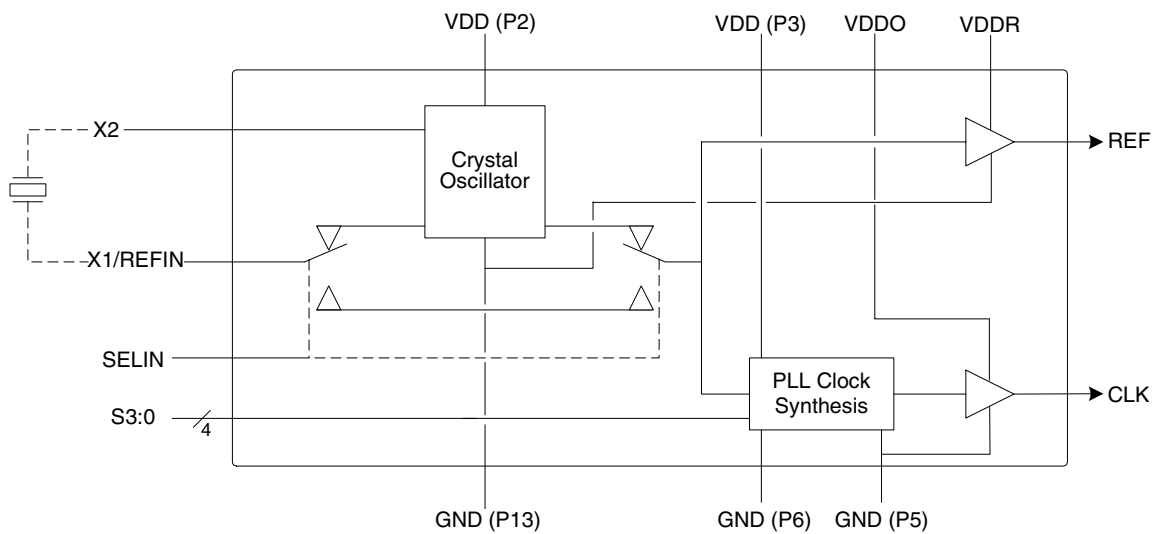 VDD (P2)
VDD (P3)
VDDO
VDDR
X2
Crystal
Oscillator
REF
X1/REFIN
SELIN
PLL Clock
Synthesis
CLK
S3:0
4
GND (P13)
GND (P6)
GND (P5)